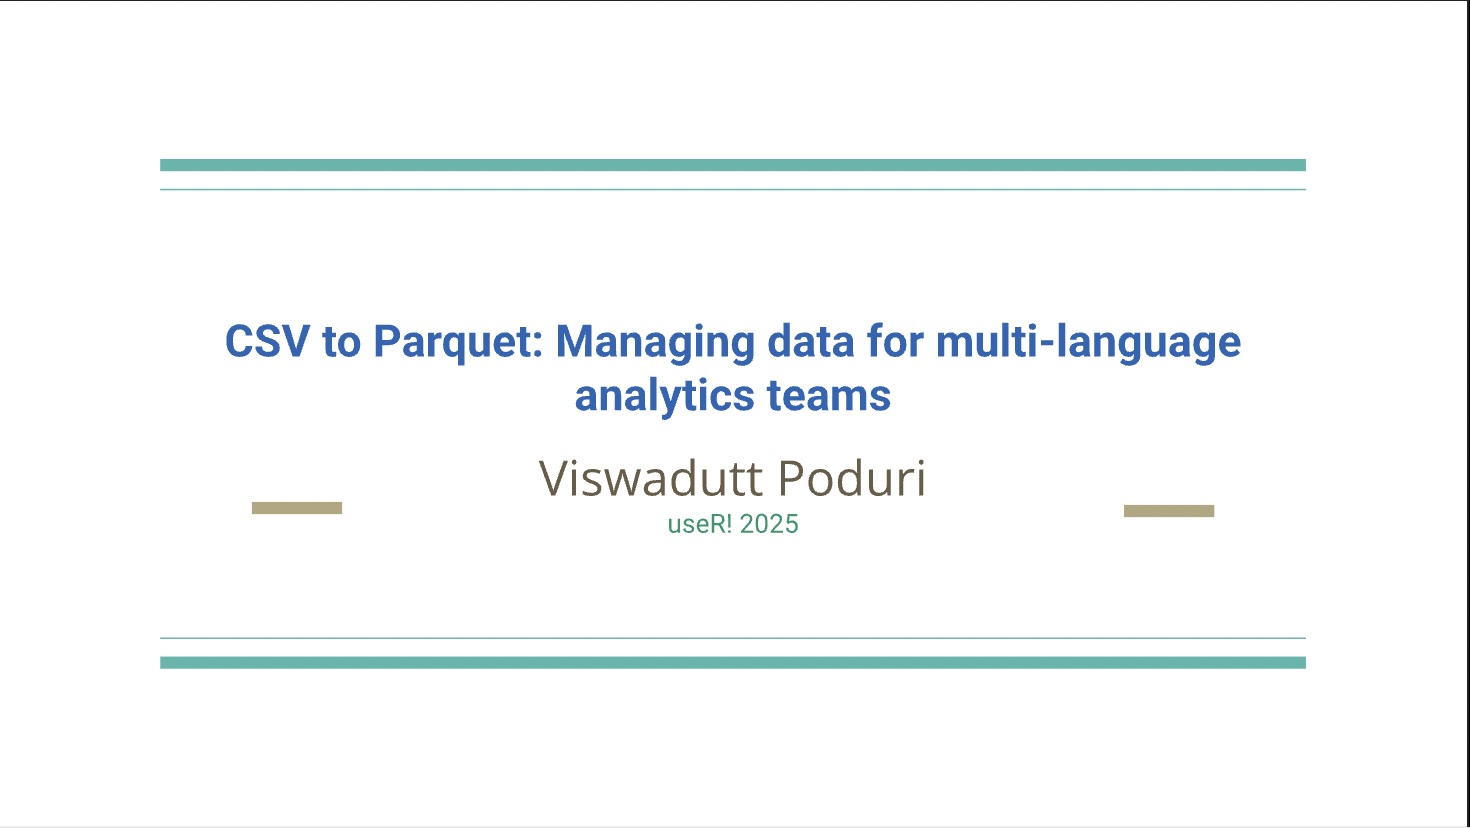 CSV to Parquet: Managing data for multi-language
analytics teams
Viswadutt Poduri
useR! 2025